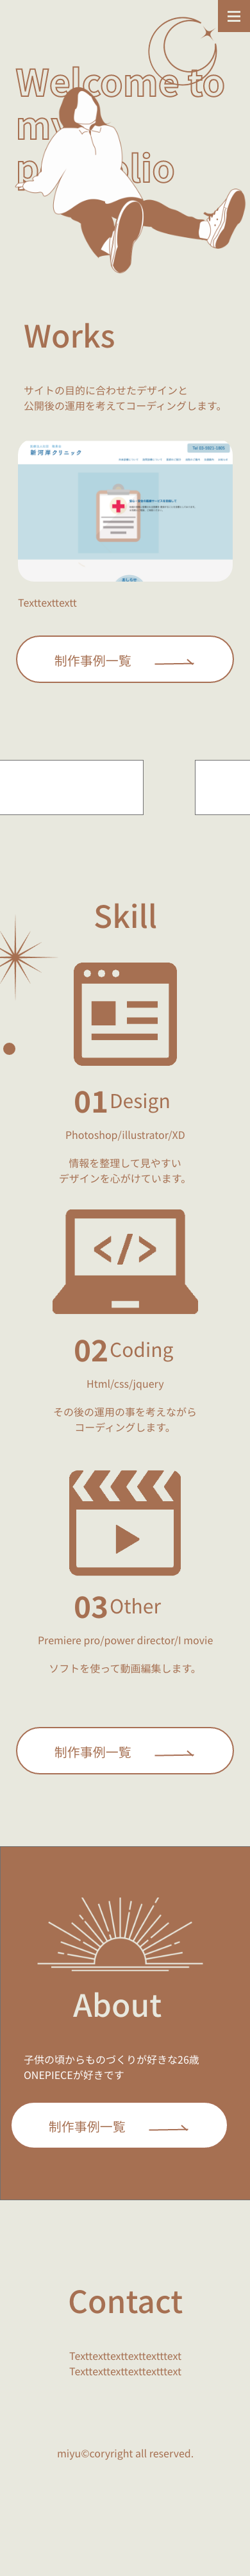 Welcome to
my
portfolio
Works
サイトの目的に合わせたデザインと
公開後の運用を考えてコーディングします。
新河岸クリニック
Texttexttextt
制作事例一覧
Skill
01 Design
Photoshop/illustrator/XD
情報を整理して見やすい
デザインを心がけています。
02 Coding
Html/css/jquery
その後の運用の事を考えながら
コーディングします。
03 Other
Premiere pro/power director/I movie
ソフトを使って動画編集します。
制作事例一覧
About
子供の頃からものづくりが好きな26歳
ONEPIECEが好きです
制作事例一覧
Contact
Texttexttexttexttextttext
Texttexttexttexttextttext
miyu©coryright all reserved.